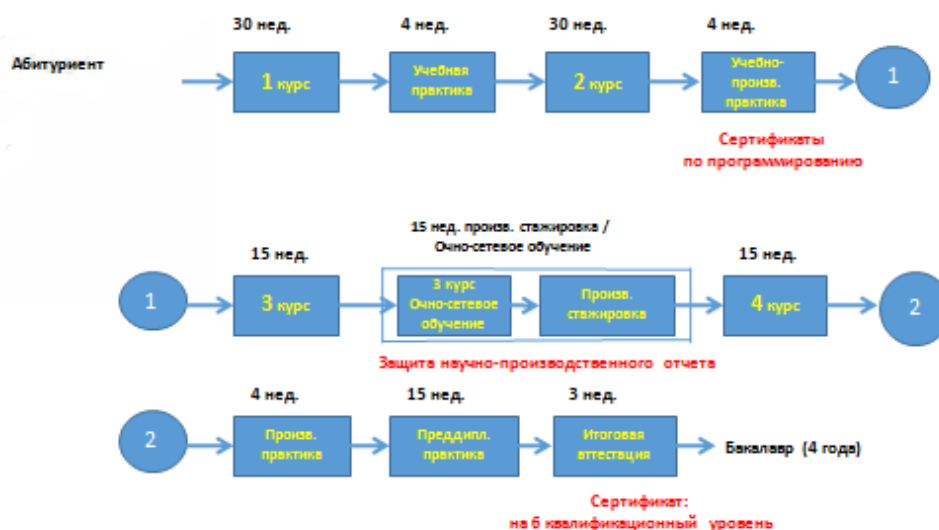 30 нед.
4 нед.
30 нед.
4 нед.
Абитуриент
1 курс
Учебная
практика
2 курс
Учебно-
произв.
практика
1
Сертификаты
по программированию
15 нед. произв. стажировка /
Очно-сетевое обучение
15 нед.
15 нед.
1
3 курс
3 курс
Очно-сетевое
обучение
Произв.
стажировка
4 курс
2
Защита научно-производственного отчета
4 нед.
15 нед.
3 нед.
2
Произв.
практика
Преддипл.
практика
Итоговая
аттестация
Бакалавр (4 года)
Сертификат:
на 6 квалификационный уровень